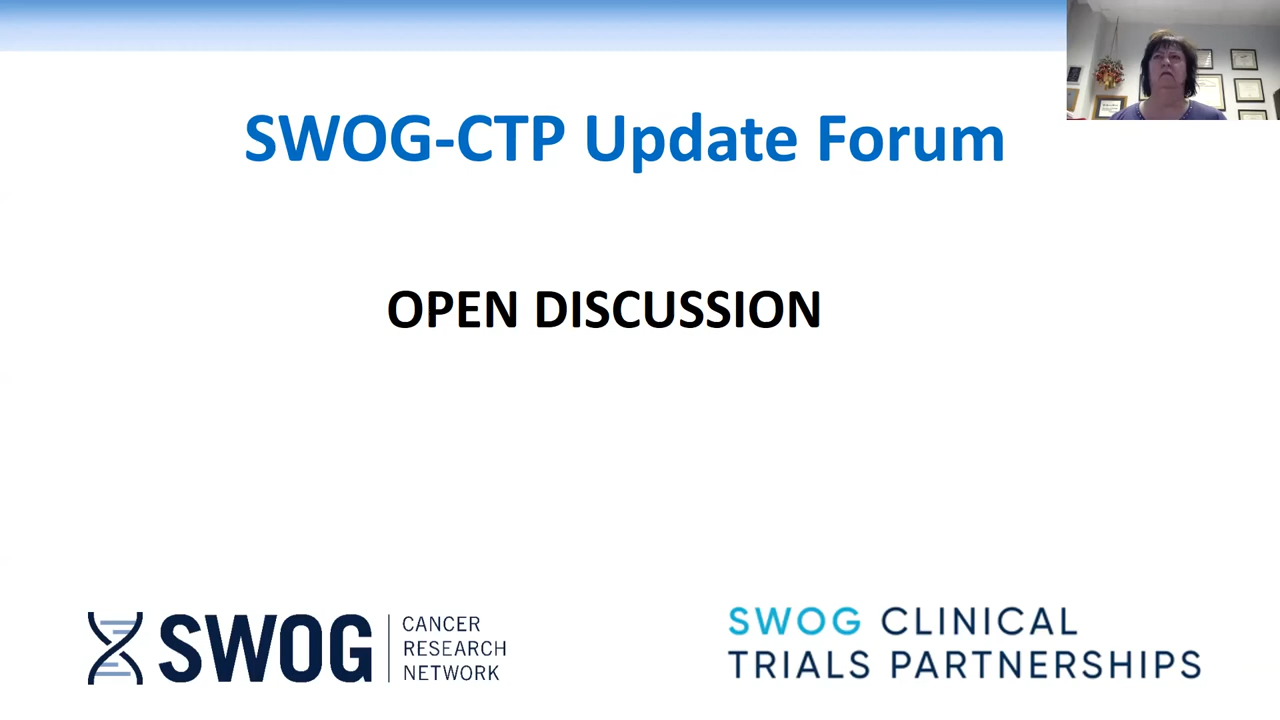 SWOG-CTP Update Forum
OPEN DISCUSSION
SWOG
CANCER
RESEARCH
NETWORK
SWOG CLINICAL
TRIALS PARTNERSHIPS